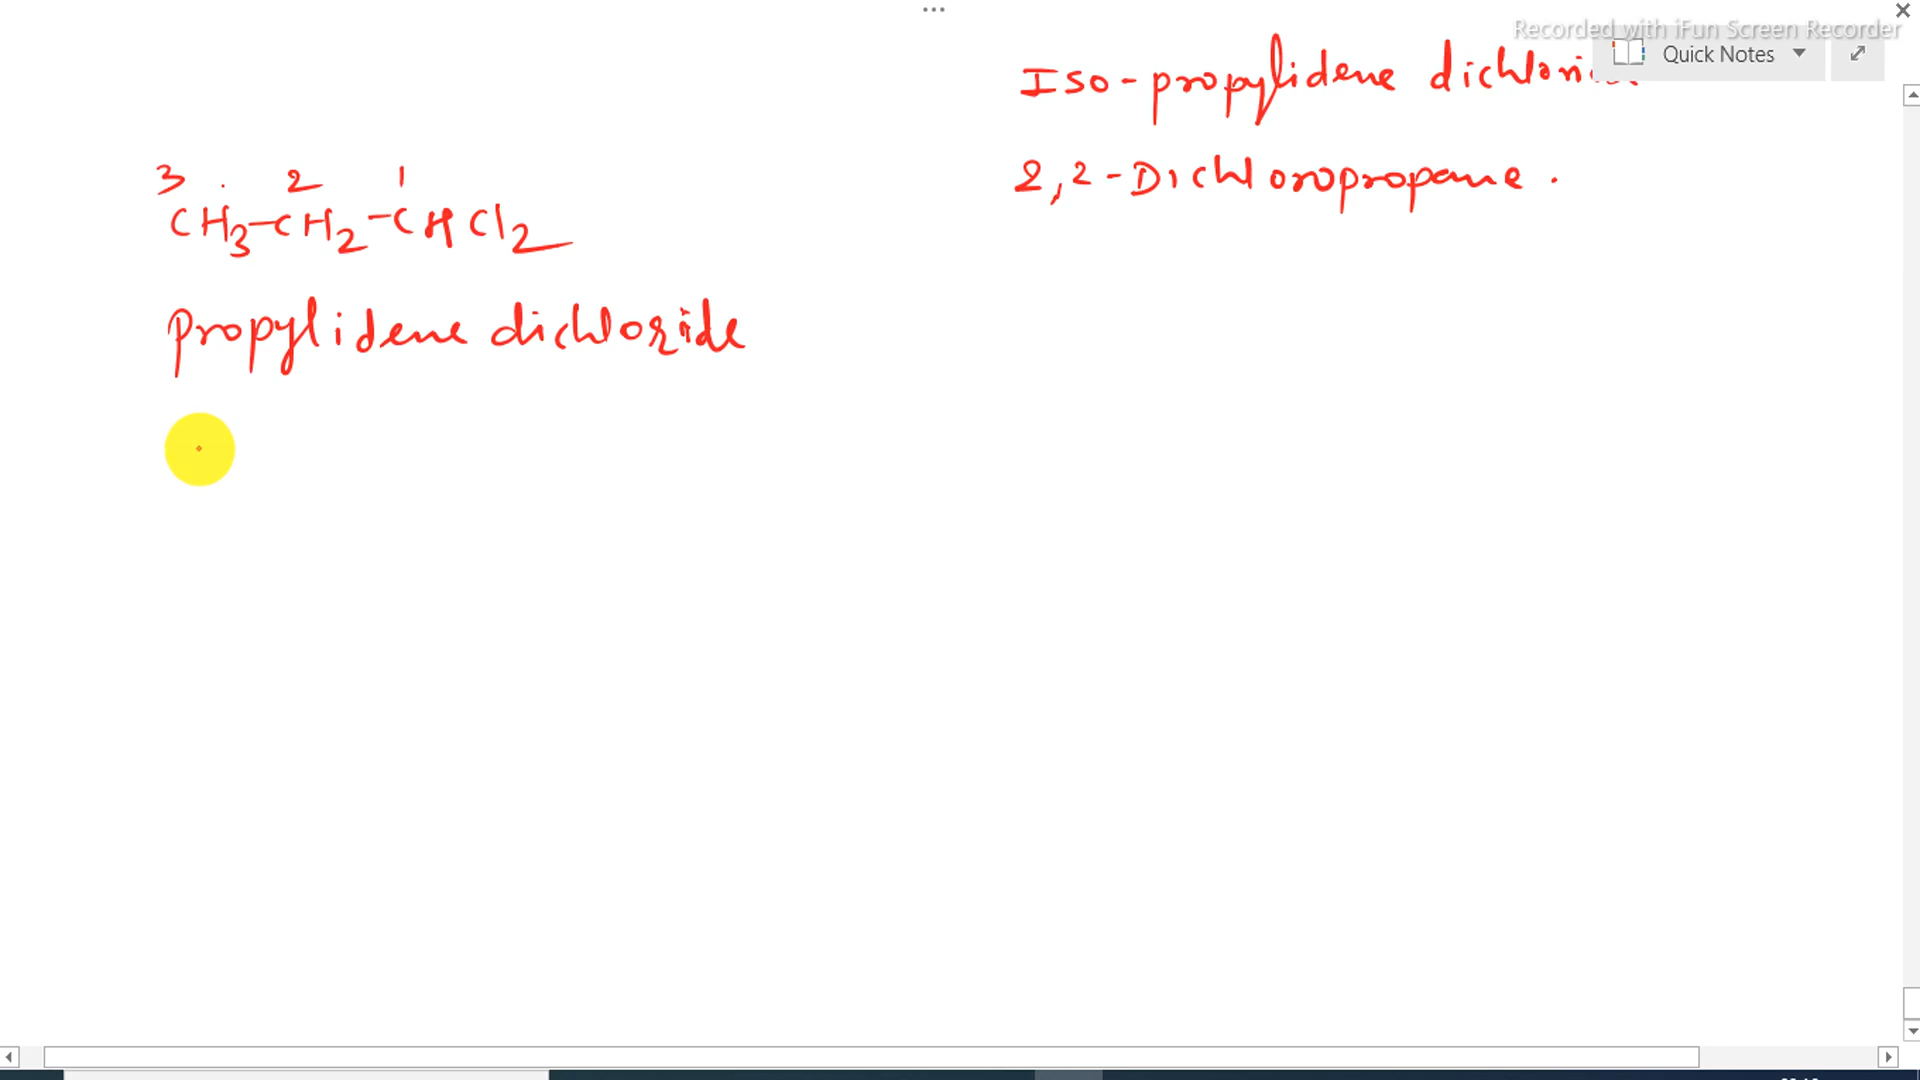 Recorded with iFun Screen Recorder
Quick Notes
Iso-propylidene
2,2-Dichloropropane.
3 2 1
CH3-CH2-CHCl2
propylidene dichloride